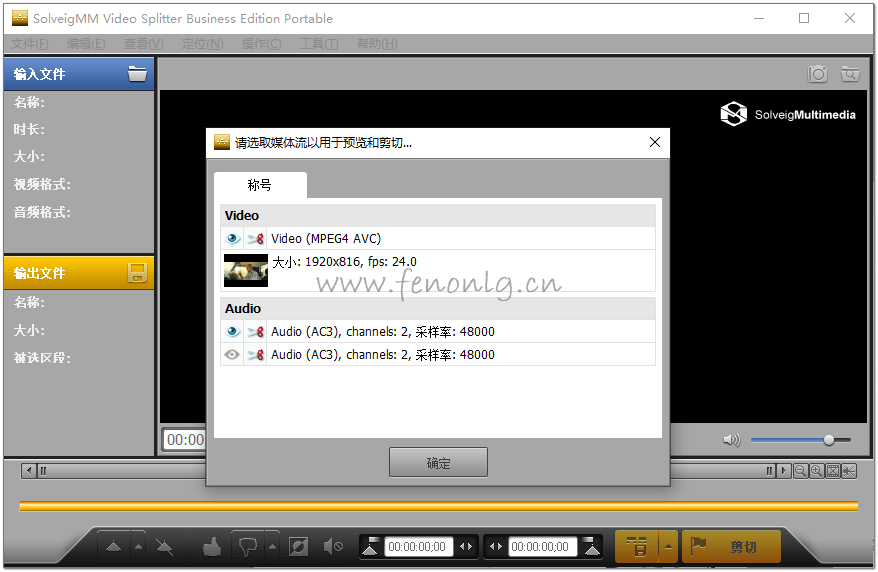 SolveigMM Video Splitter Business Edition Portable
文件(F) 编辑(E) 查看(V) 定位(N) 操作(C) 工具(T) 帮助(H)
输入文件
名称:
时长:
大小:
视频格式:
音频格式:
SolveigMultimedia
请选取媒体流以用于预览和剪切...
称号
Video
Video (MPEG4 AVC)
大小: 1920x816, fps: 24.0
www.fenonlg.cn
Audio
Audio (AC3), channels: 2, 采样率: 48000
Audio (AC3), channels: 2, 采样率: 48000
确定
输出文件
名称:
大小:
被选区段:
00:00
00:00:00;00
00:00:00;00
剪切